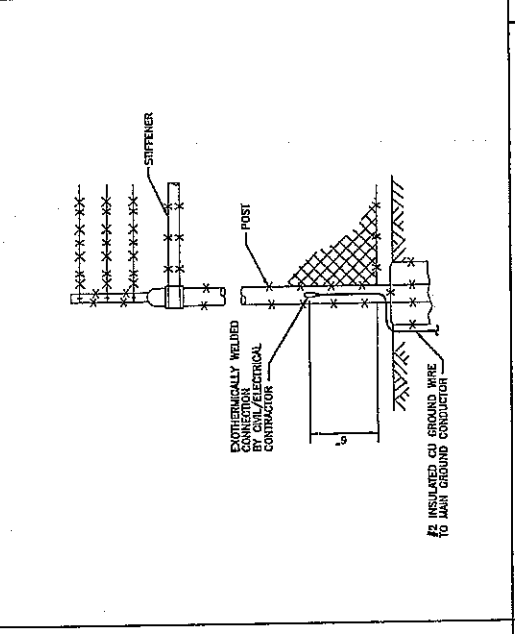 STIFFENER
POST
EXOTHERMICALLY WELDED
CONNECTION
BY CIVIL/ELECTRICAL
CONTRACTOR
6"
#2 INSULATED CU GROUND WIRE
TO MAIN GROUND CONDUCTOR